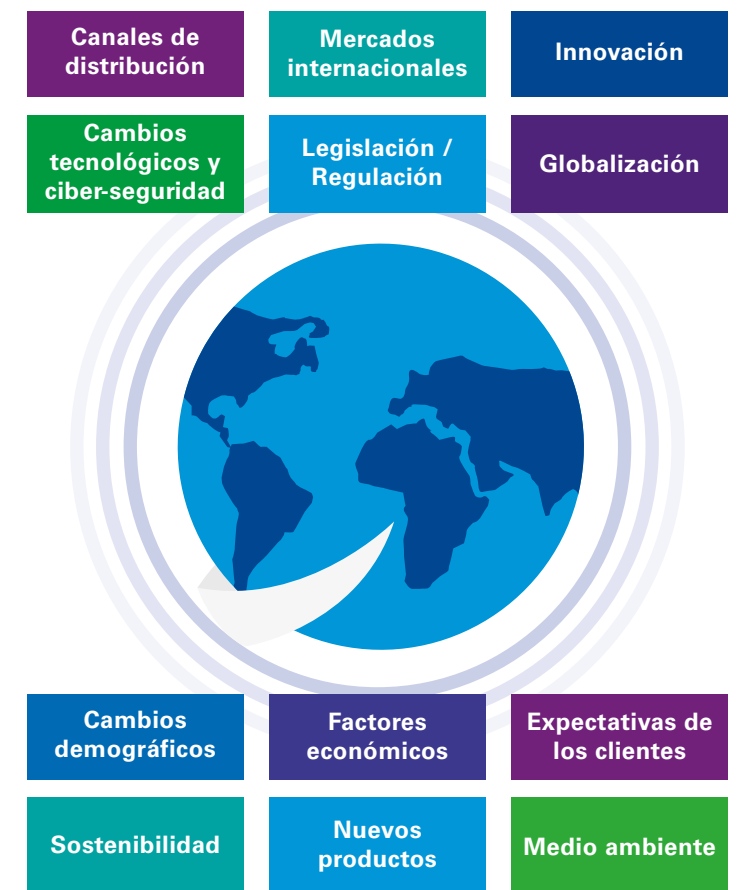 Canales de
distribución
Mercados
internacionales
Innovación
Cambios
tecnológicos y
ciber-seguridad
Legislación /
Regulación
Globalización
Cambios
demográficos
Factores
económicos
Expectativas de
los clientes
Sostenibilidad
Nuevos
productos
Medio ambiente